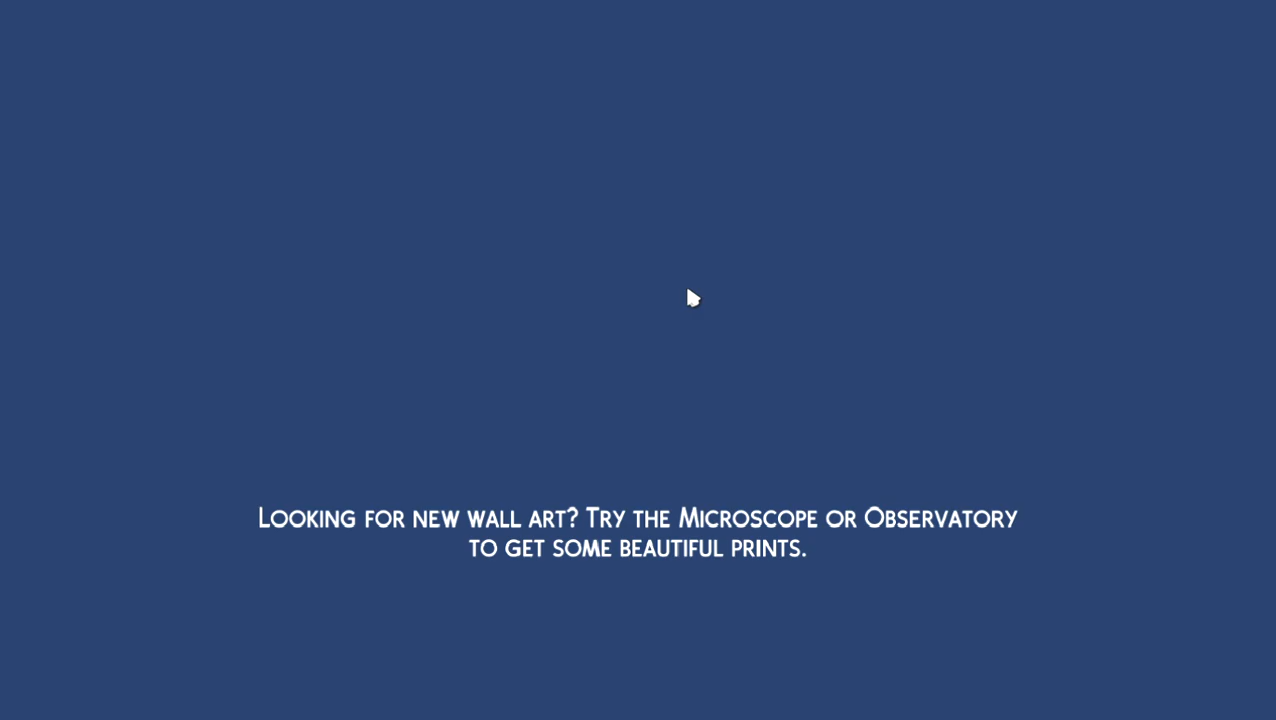 Looking for new wall art? Try the Microscope or Observatory
to get some beautiful prints.